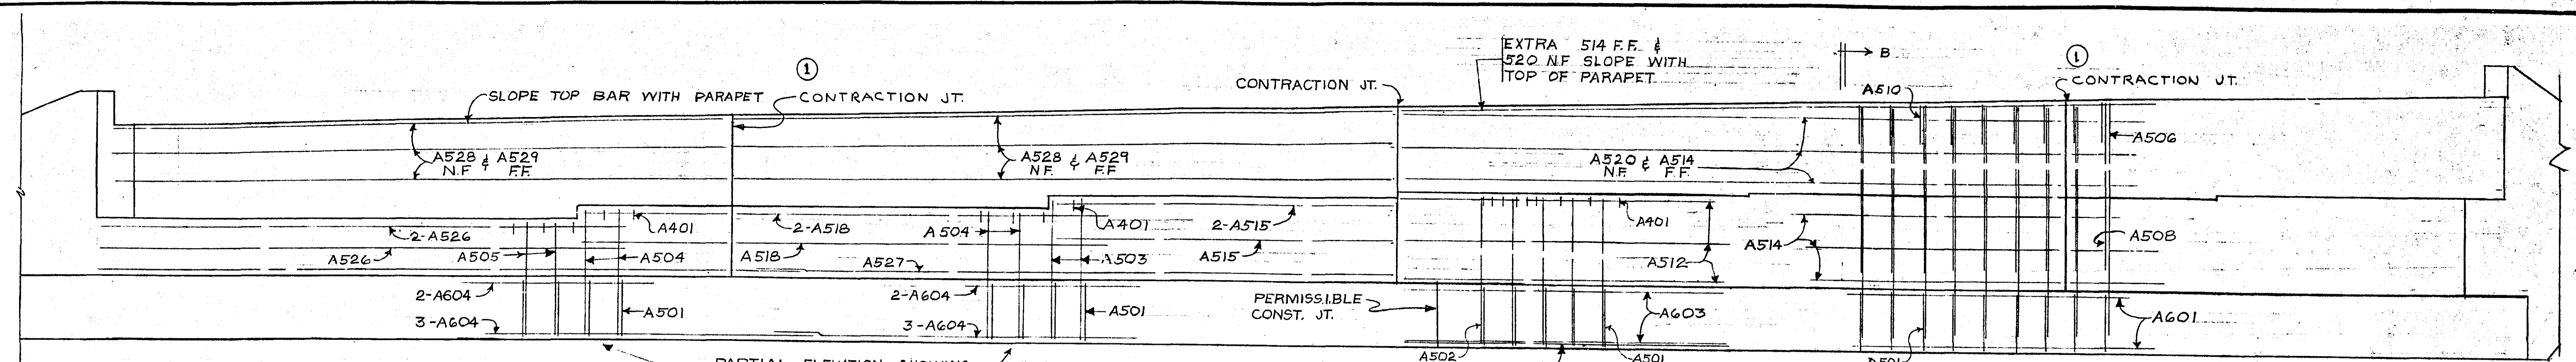 EXTRA 514 F.F. &
520 N.F SLOPE WITH
TOP OF PARAPET
B
1
1
SLOPE TOP BAR WITH PARAPET
CONTRACTION JT.
CONTRACTION JT.
CONTRACTION JT.
A510
A506
A528 & A529
N.F F.F.
A528 & A529
N.F F.F
A520 & A514
N.F. F.F.
2-A526
A401
2-A518
A504
A401
2-A515
A401
A514
A508
A526
A505
A504
A518
A527
A503
A515
A512
2-A604
A501
2-A604
A501
PERMISSIBLE
CONST. JT.
A603
A601
3-A604
3-A604
PARTIAL ELEVATION SHOWING
A502
A501